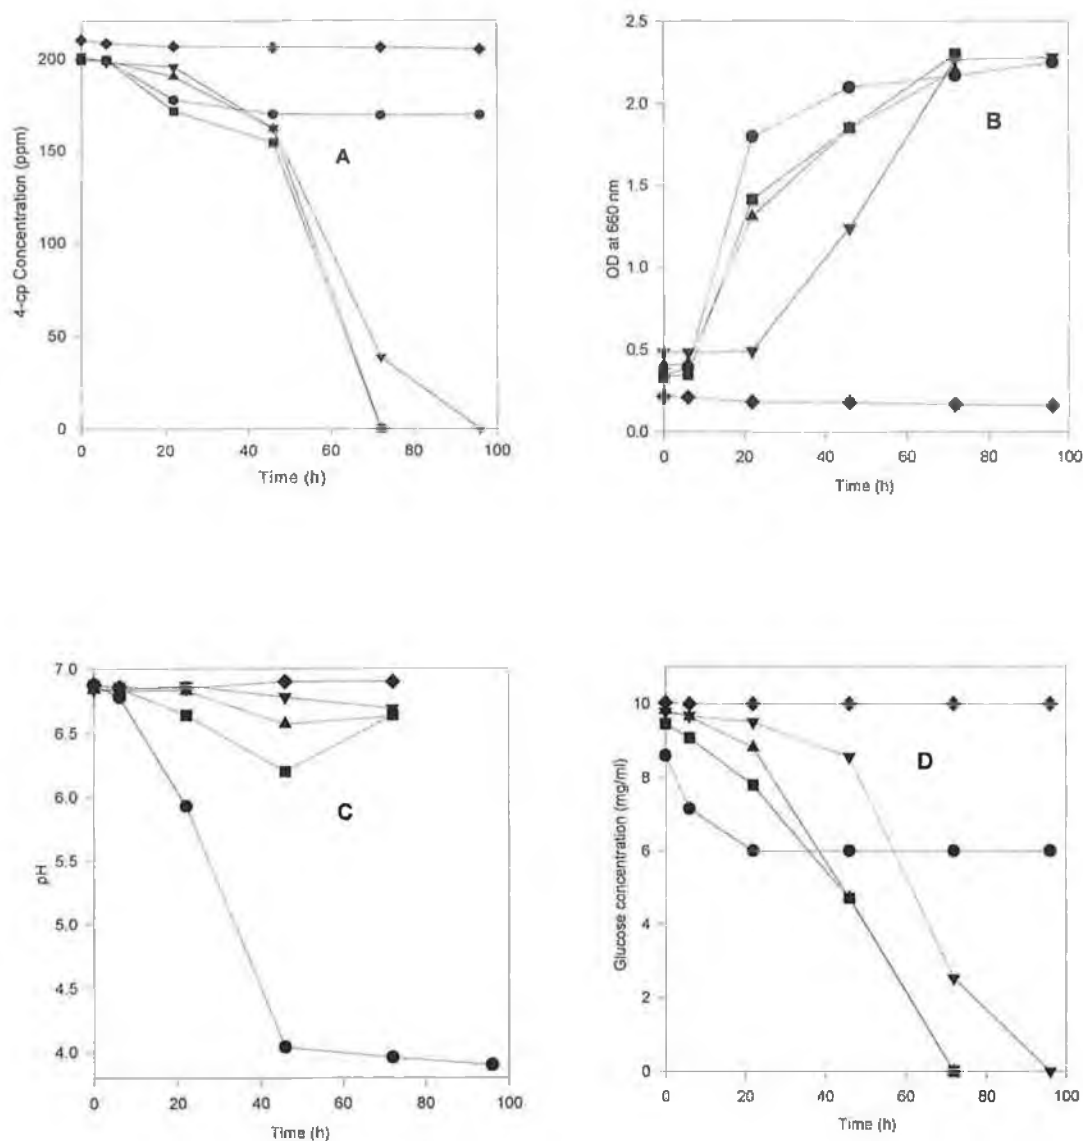 200
150
100
50
0
4-cp Concentration (ppm)
A
0 20 40 60 80 100
Time (h)
2.5
2.0
1.5
1.0
0.5
0.0
OD at 660 nm
B
0 20 40 60 80 100
Time (h)
7.0
6.5
6.0
5.5
5.0
4.5
4.0
pH
C
0 20 40 60 80 100
Time (h)
10
8
6
4
2
0
Glucose concentration (mg/ml)
D
0 20 40 60 80 100
Time (h)